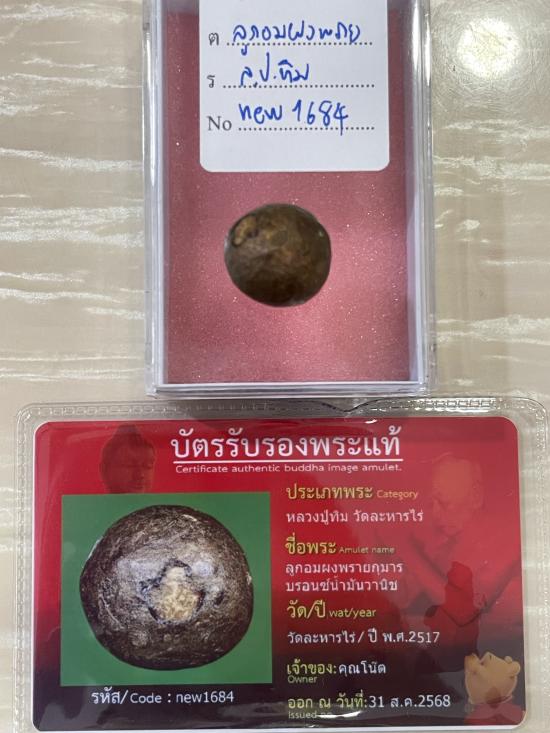 ต ลูกอมผงพราย
ร ล.ป.ทิม
No new 1684
บัตรรับรองพระแท้
Certificate authentic buddha image amulet.
ประเภทพระ Category
หลวงปู่ทิม วัดละหารไร่
ชื่อพระ Amulet name
ลูกอมผงพรายกุมาร
บรอนซ์น้ำมันวานิช
วัด/ปี wat/year
วัดละหารไร่/ ปี พ.ศ.2517
เจ้าของ:คุณโน๊ต
Owner
รหัส/Code : new1684
ออก ณ วันที่:31 ส.ค.2568
Issued on